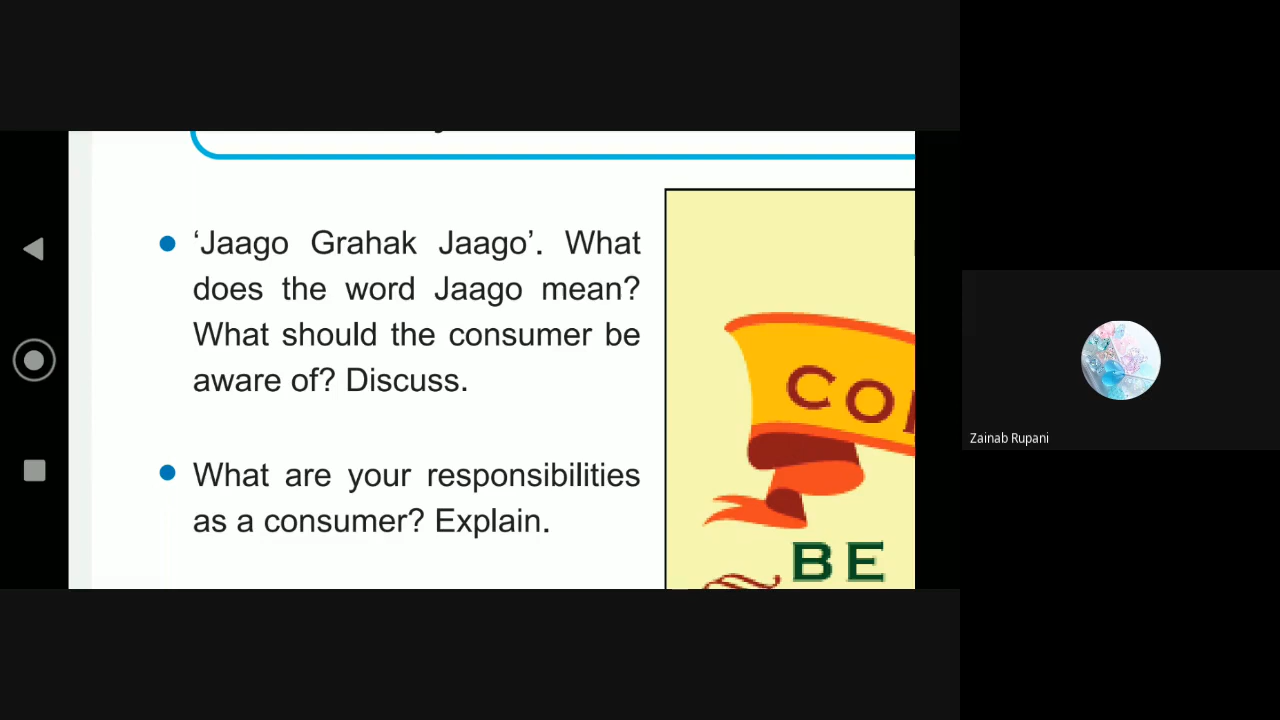 ‘Jaago Grahak Jaago’. What
does the word Jaago mean?
What should the consumer be
aware of? Discuss.
What are your responsibilities
as a consumer? Explain.
CO
BE
Zainab Rupani